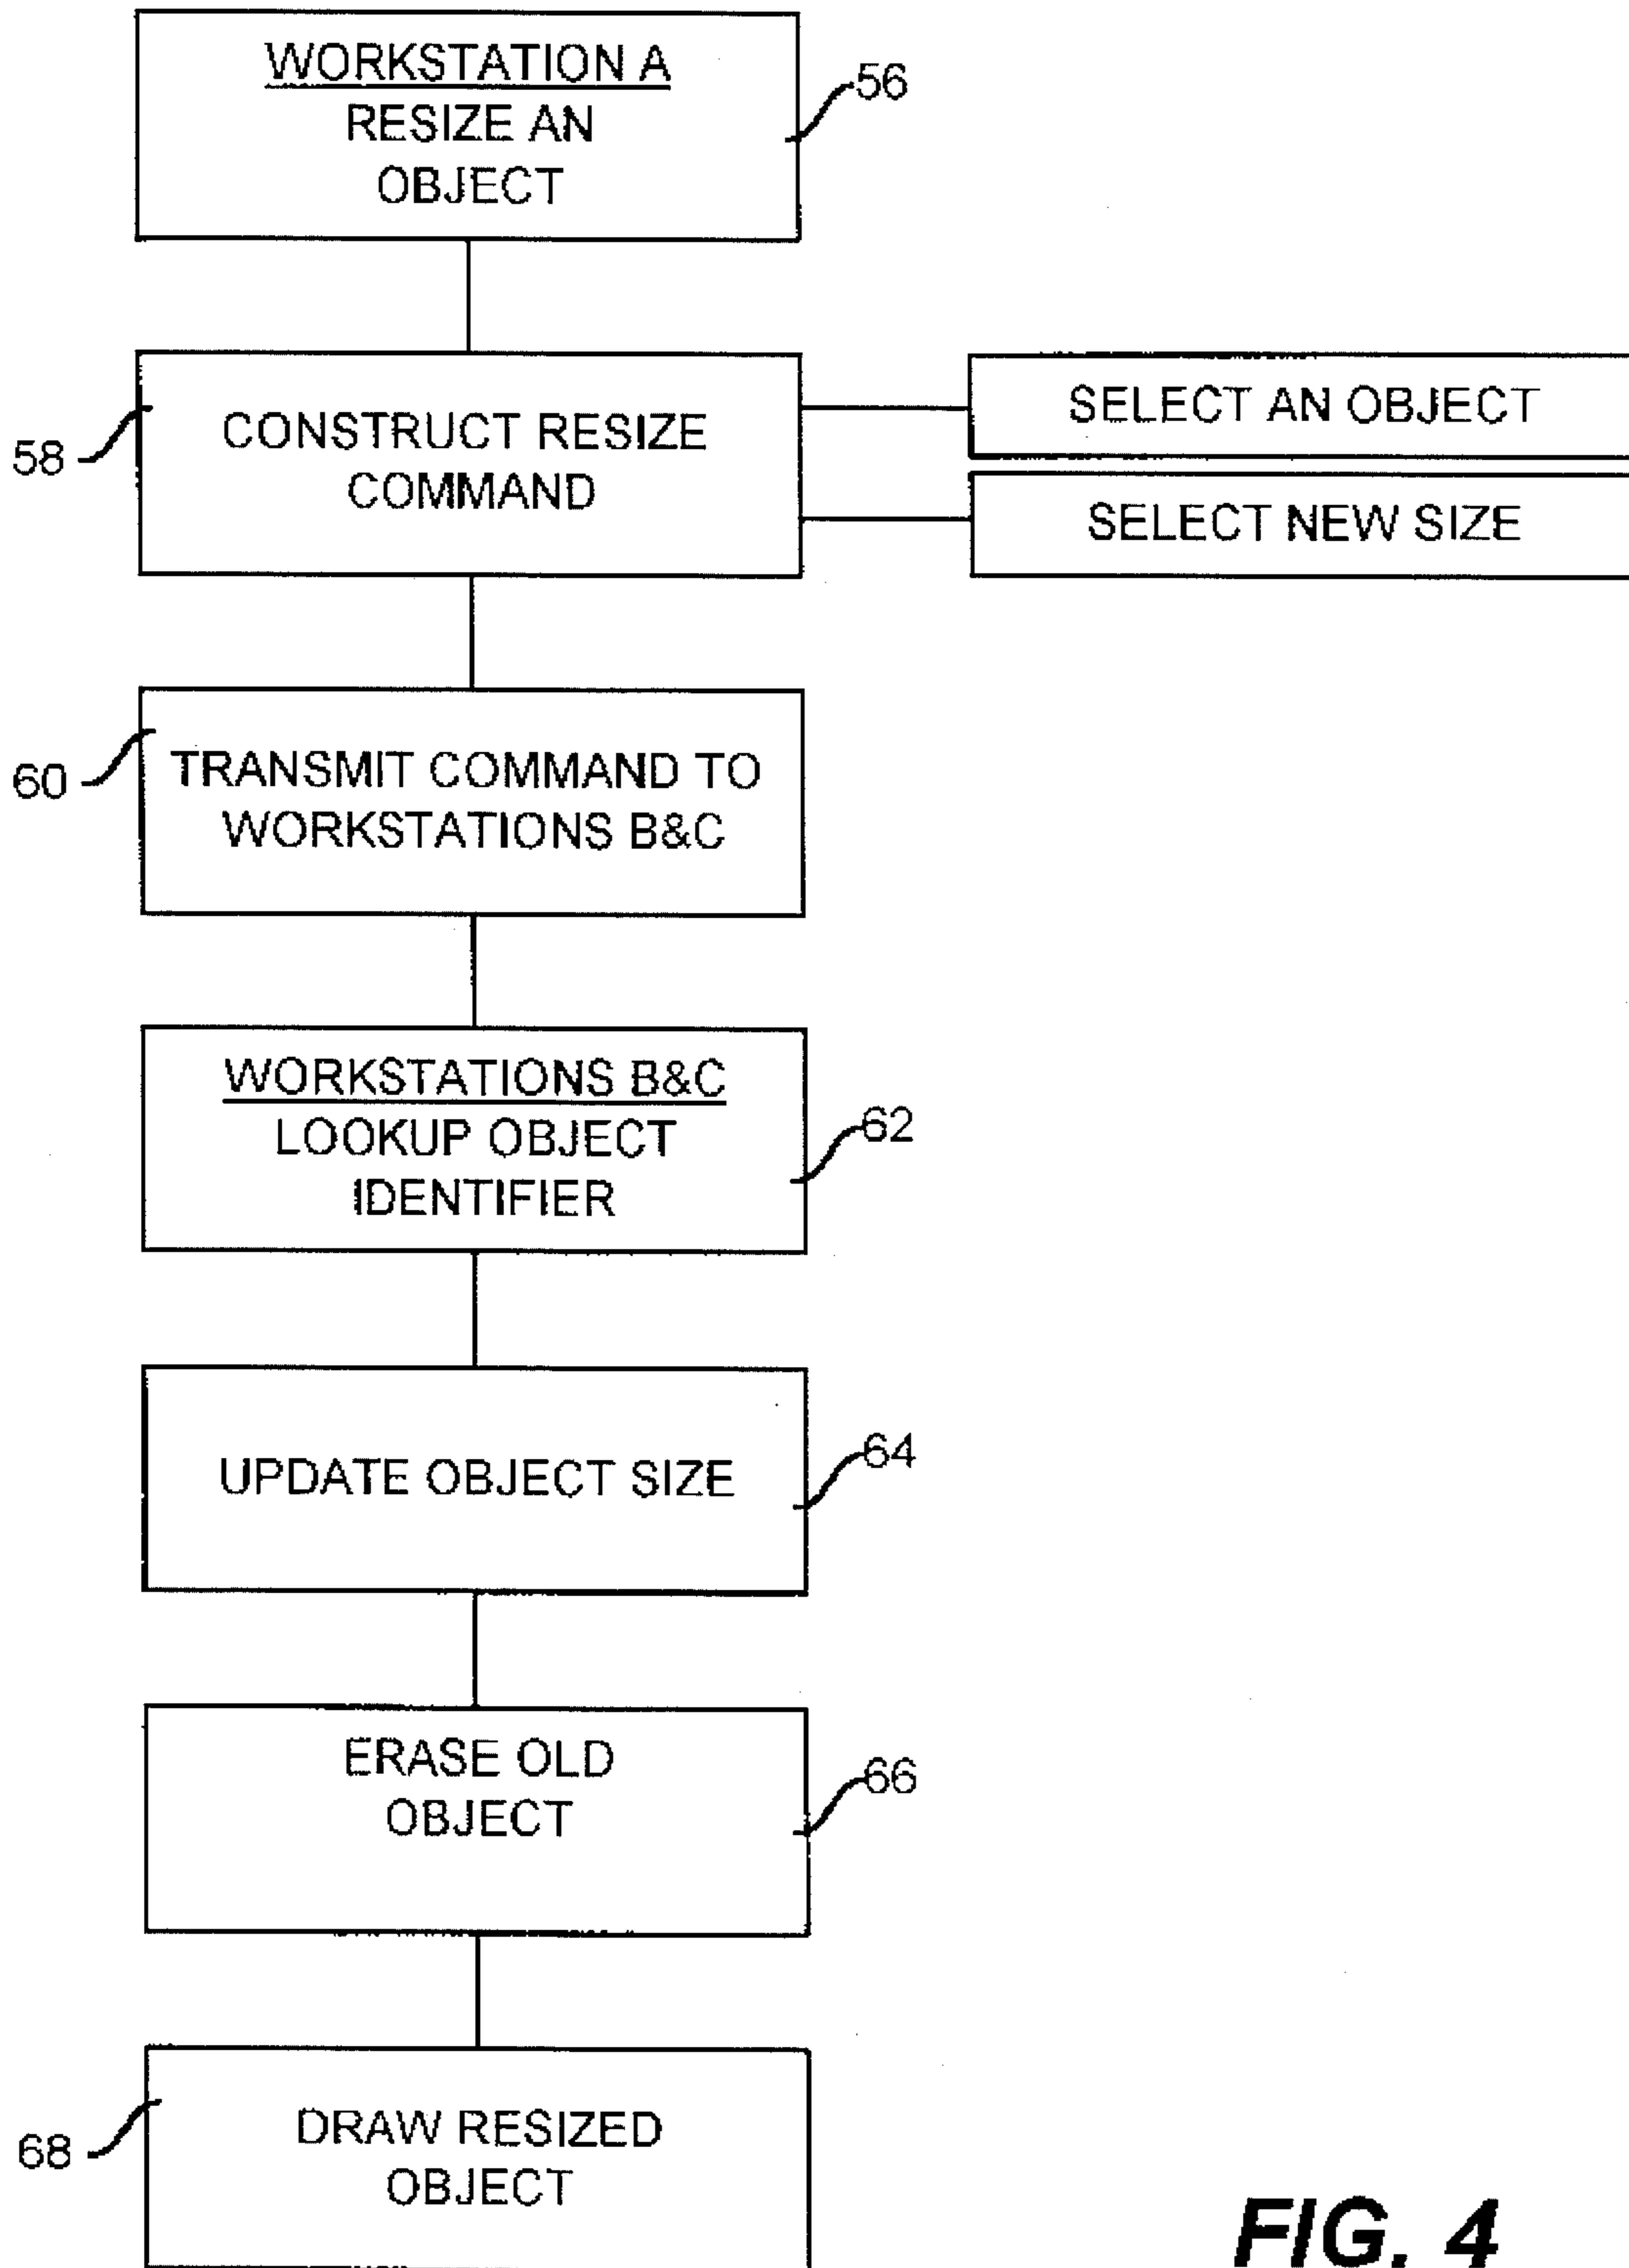 WORKSTATION A
RESIZE AN
OBJECT
56
58
CONSTRUCT RESIZE
COMMAND
SELECT AN OBJECT
SELECT NEW SIZE
60
TRANSMIT COMMAND TO
WORKSTATIONS B&C
WORKSTATIONS B&C
LOOKUP OBJECT
IDENTIFIER
62
UPDATE OBJECT SIZE
64
ERASE OLD
OBJECT
66
68
DRAW RESIZED
OBJECT
FIG. 4